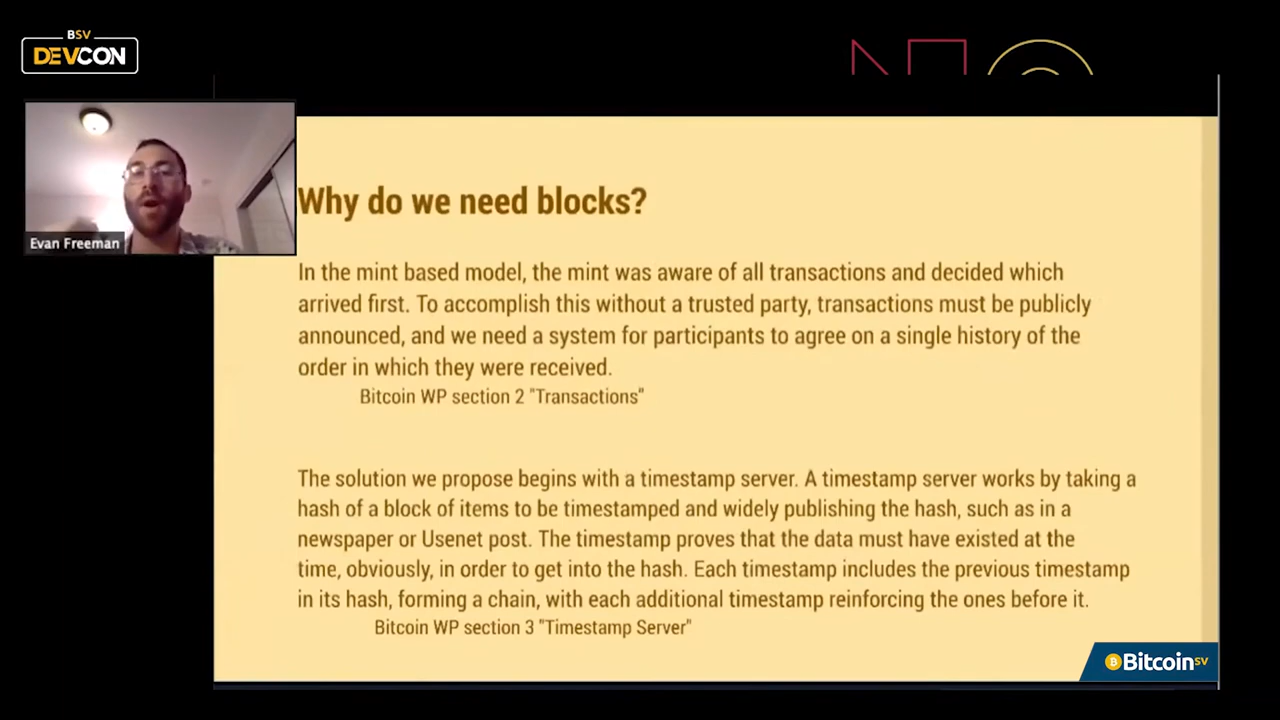 BSV
DEVCON
Evan Freeman
Why do we need blocks?
In the mint based model, the mint was aware of all transactions and decided which
arrived first. To accomplish this without a trusted party, transactions must be publicly
announced, and we need a system for participants to agree on a single history of the
order in which they were received.
Bitcoin WP section 2 "Transactions"
The solution we propose begins with a timestamp server. A timestamp server works by taking a
hash of a block of items to be timestamped and widely publishing the hash, such as in a
newspaper or Usenet post. The timestamp proves that the data must have existed at the
time, obviously, in order to get into the hash. Each timestamp includes the previous timestamp
in its hash, forming a chain, with each additional timestamp reinforcing the ones before it.
Bitcoin WP section 3 "Timestamp Server"
Bitcoin SV